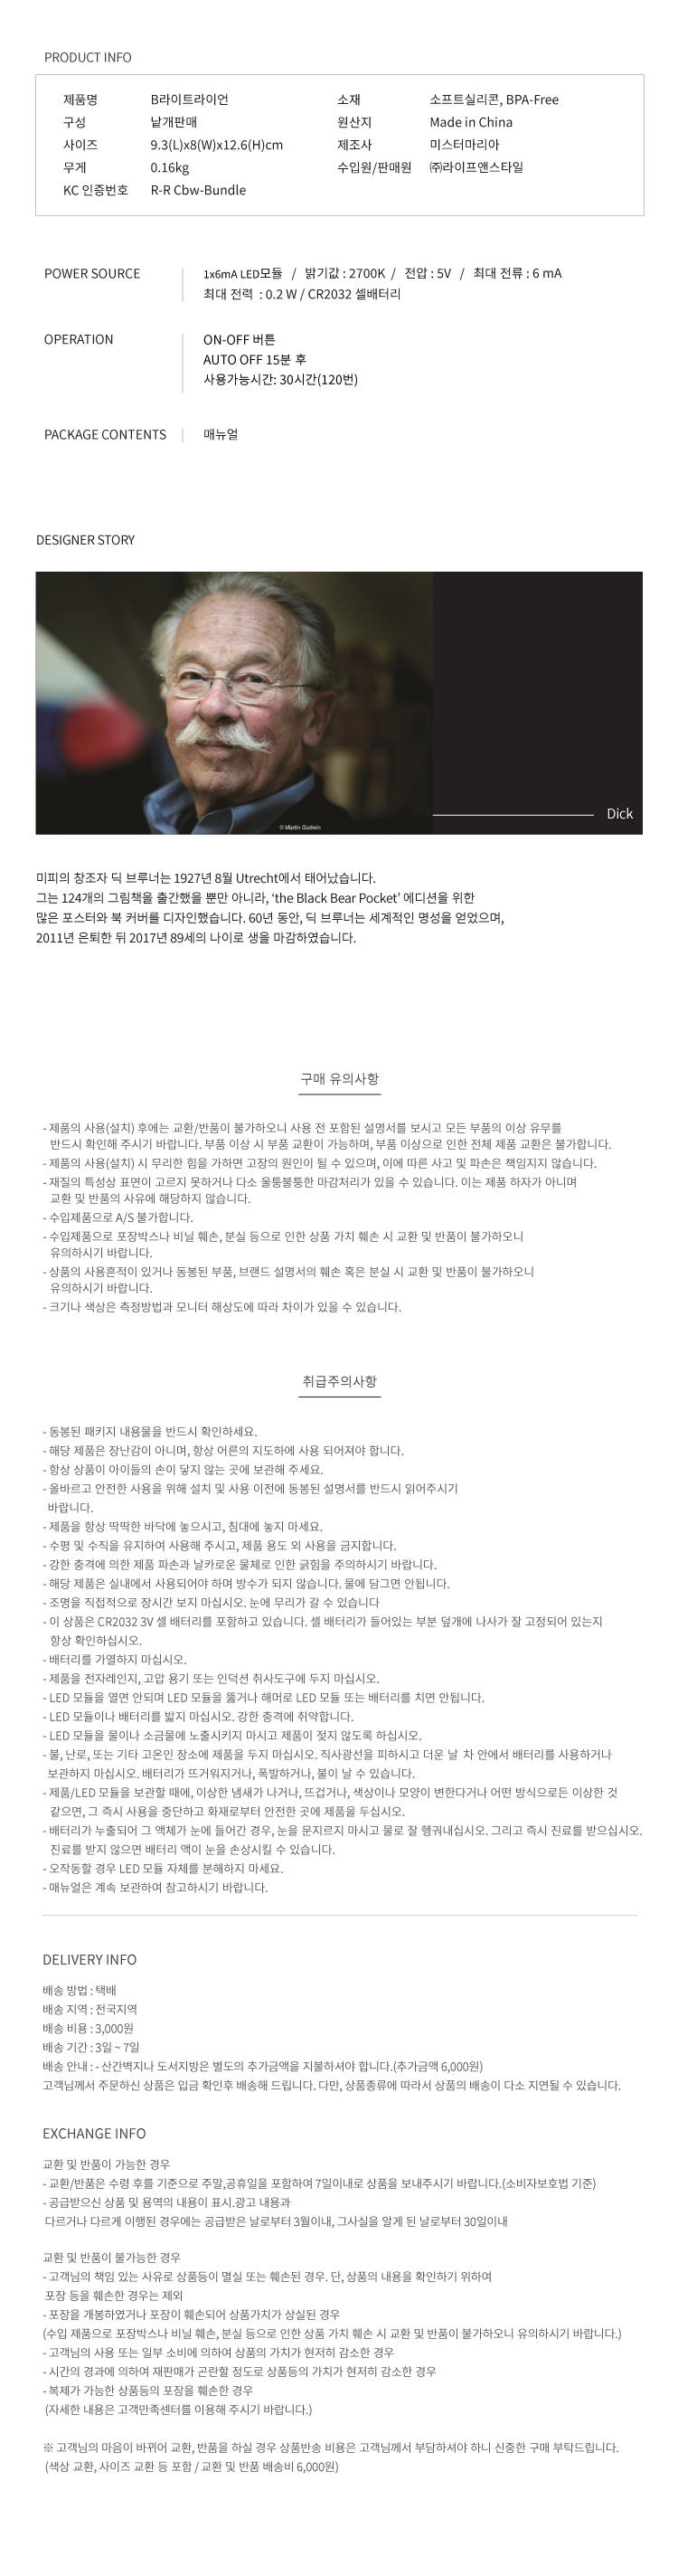 PRODUCT INFO
제품명 B라이트라이언 소재 소프트실리콘, BPA-Free
구성 낱개판매 원산지 Made in China
사이즈 9.3(L)x8(W)x12.6(H)cm 제조사 미스터마리아
무게 0.16kg 수입원/판매원 ㈜라이프앤스타일
KC 인증번호 R-R Cbw-Bundle
POWER SOURCE 1x6mA LED모듈 / 밝기값 : 2700K / 전압 : 5V / 최대 전류 : 6 mA
최대 전력 : 0.2 W / CR2032 셀배터리
OPERATION ON-OFF 버튼
AUTO OFF 15분 후
사용가능시간: 30시간(120번)
PACKAGE CONTENTS 매뉴얼
DESIGNER STORY
Dick
© Martin Godwin
미피의 창조자 딕 브루너는 1927년 8월 Utrecht에서 태어났습니다.
그는 124개의 그림책을 출간했을 뿐만 아니라, ‘the Black Bear Pocket’ 에디션을 위한
많은 포스터와 북 커버를 디자인했습니다. 60년 동안, 딕 브루너는 세계적인 명성을 얻었으며,
2011년 은퇴한 뒤 2017년 89세의 나이로 생을 마감하였습니다.
구매 유의사항
- 제품의 사용(설치) 후에는 교환/반품이 불가하오니 사용 전 포함된 설명서를 보시고 모든 부품의 이상 유무를
반드시 확인해 주시기 바랍니다. 부품 이상 시 부품 교환이 가능하며, 부품 이상으로 인한 전체 제품 교환은 불가합니다.
- 제품의 사용(설치) 시 무리한 힘을 가하면 고장의 원인이 될 수 있으며, 이에 따른 사고 및 파손은 책임지지 않습니다.
- 재질의 특성상 표면이 고르지 못하거나 다소 울퉁불퉁한 마감처리가 있을 수 있습니다. 이는 제품 하자가 아니며
교환 및 반품의 사유에 해당하지 않습니다.
- 수입제품으로 A/S 불가합니다.
- 수입제품으로 포장박스나 비닐 훼손, 분실 등으로 인한 상품 가치 훼손 시 교환 및 반품이 불가하오니
유의하시기 바랍니다.
- 상품의 사용흔적이 있거나 동봉된 부품, 브랜드 설명서의 훼손 혹은 분실 시 교환 및 반품이 불가하오니
유의하시기 바랍니다.
- 크기나 색상은 측정방법과 모니터 해상도에 따라 차이가 있을 수 있습니다.
취급주의사항
- 동봉된 패키지 내용물을 반드시 확인하세요.
- 해당 제품은 장난감이 아니며, 항상 어른의 지도하에 사용 되어져야 합니다.
- 항상 상품이 아이들의 손이 닿지 않는 곳에 보관해 주세요.
- 올바르고 안전한 사용을 위해 설치 및 사용 이전에 동봉된 설명서를 반드시 읽어주시기
바랍니다.
- 제품을 항상 딱딱한 바닥에 놓으시고, 침대에 놓지 마세요.
- 수평 및 수직을 유지하여 사용해 주시고, 제품 용도 외 사용을 금지합니다.
- 강한 충격에 의한 제품 파손과 날카로운 물체로 인한 긁힘을 주의하시기 바랍니다.
- 해당 제품은 실내에서 사용되어야 하며 방수가 되지 않습니다. 물에 담그면 안됩니다.
- 조명을 직접적으로 장시간 보지 마십시오. 눈에 무리가 갈 수 있습니다
- 이 상품은 CR2032 3V 셀 배터리를 포함하고 있습니다. 셀 배터리가 들어있는 부분 덮개에 나사가 잘 고정되어 있는지
항상 확인하십시오.
- 배터리를 가열하지 마십시오.
- 제품을 전자레인지, 고압 용기 또는 인덕션 취사도구에 두지 마십시오.
- LED 모듈을 열면 안되며 LED 모듈을 뚫거나 해머로 LED 모듈 또는 배터리를 치면 안됩니다.
- LED 모듈이나 배터리를 밟지 마십시오. 강한 충격에 취약합니다.
- LED 모듈을 물이나 소금물에 노출시키지 마시고 제품이 젖지 않도록 하십시오.
- 불, 난로, 또는 기타 고온인 장소에 제품을 두지 마십시오. 직사광선을 피하시고 더운 날 차 안에서 배터리를 사용하거나
보관하지 마십시오. 배터리가 뜨거워지거나, 폭발하거나, 불이 날 수 있습니다.
- 제품/LED 모듈을 보관할 때에, 이상한 냄새가 나거나, 뜨겁거나, 색상이나 모양이 변한다거나 어떤 방식으로든 이상한 것
같으면, 그 즉시 사용을 중단하고 화재로부터 안전한 곳에 제품을 두십시오.
- 배터리가 누출되어 그 액체가 눈에 들어간 경우, 눈을 문지르지 마시고 물로 잘 헹궈내십시오. 그리고 즉시 진료를 받으십시오.
진료를 받지 않으면 배터리 액이 눈을 손상시킬 수 있습니다.
- 오작동할 경우 LED 모듈 자체를 분해하지 마세요.
- 매뉴얼은 계속 보관하여 참고하시기 바랍니다.
DELIVERY INFO
배송 방법 : 택배
배송 지역 : 전국지역
배송 비용 : 3,000원
배송 기간 : 3일 ~ 7일
배송 안내 : - 산간벽지나 도서지방은 별도의 추가금액을 지불하셔야 합니다.(추가금액 6,000원)
고객님께서 주문하신 상품은 입금 확인후 배송해 드립니다. 다만, 상품종류에 따라서 상품의 배송이 다소 지연될 수 있습니다.
EXCHANGE INFO
교환 및 반품이 가능한 경우
- 교환/반품은 수령 후를 기준으로 주말,공휴일을 포함하여 7일이내로 상품을 보내주시기 바랍니다.(소비자보호법 기준)
- 공급받으신 상품 및 용역의 내용이 표시.광고 내용과
다르거나 다르게 이행된 경우에는 공급받은 날로부터 3월이내, 그사실을 알게 된 날로부터 30일이내
교환 및 반품이 불가능한 경우
- 고객님의 책임 있는 사유로 상품등이 멸실 또는 훼손된 경우. 단, 상품의 내용을 확인하기 위하여
포장 등을 훼손한 경우는 제외
- 포장을 개봉하였거나 포장이 훼손되어 상품가치가 상실된 경우
(수입 제품으로 포장박스나 비닐 훼손, 분실 등으로 인한 상품 가치 훼손 시 교환 및 반품이 불가하오니 유의하시기 바랍니다.)
- 고객님의 사용 또는 일부 소비에 의하여 상품의 가치가 현저히 감소한 경우
- 시간의 경과에 의하여 재판매가 곤란할 정도로 상품등의 가치가 현저히 감소한 경우
- 복제가 가능한 상품등의 포장을 훼손한 경우
(자세한 내용은 고객만족센터를 이용해 주시기 바랍니다.)
※ 고객님의 마음이 바뀌어 교환, 반품을 하실 경우 상품반송 비용은 고객님께서 부담하셔야 하니 신중한 구매 부탁드립니다.
(색상 교환, 사이즈 교환 등 포함 / 교환 및 반품 배송비 6,000원)